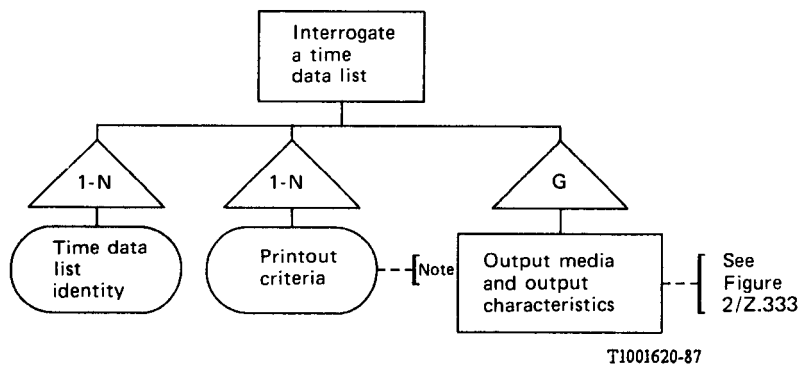 Interrogate
a time
data list
1-N
1-N
G
Time data
list
identity
Printout
criteria
Note
Output media
and output
characteristics
See
Figure
2/Z.333
T1001620-87